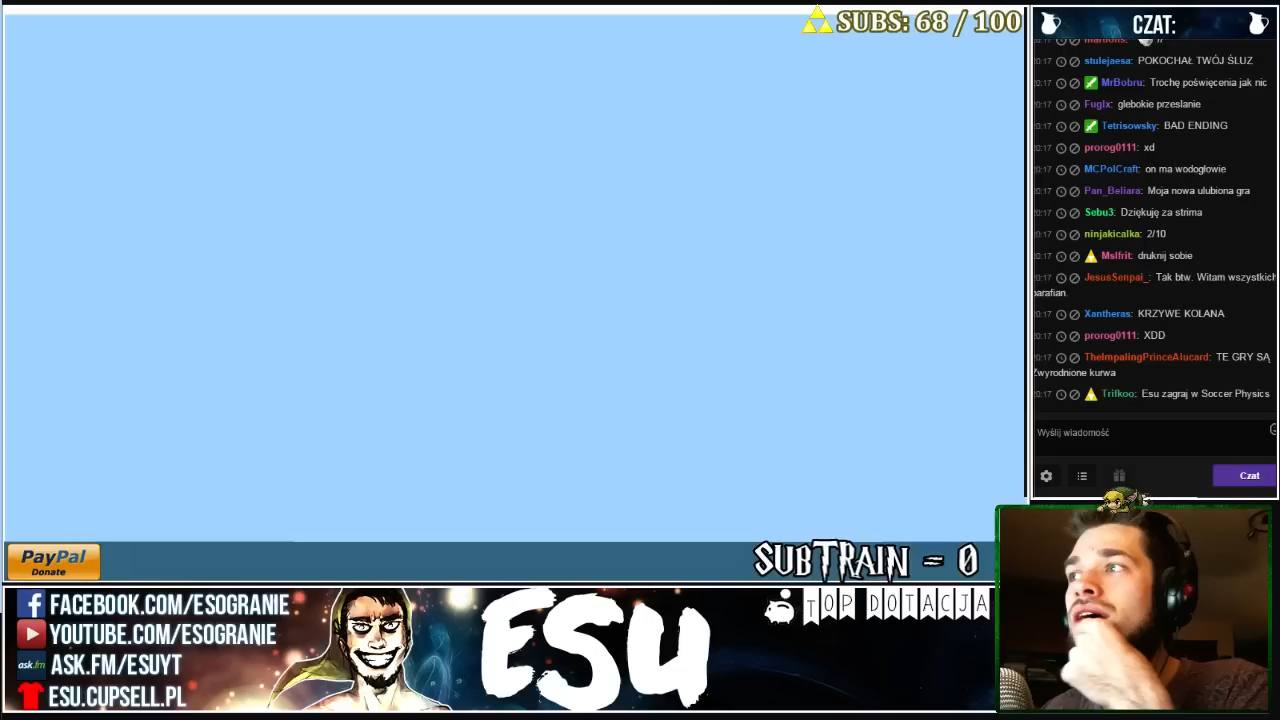 SUBS: 68 / 100
CZAT:
stulejaesa: POKOCHAŁ TWÓJ ŚLUZ
MrBobru: Trochę poświęcenia jak nic
Fuglx: glebokie przeslanie
Tetrisowsky: BAD ENDING
prorog0111: xd
MCPolCraft: on ma wodogłowie
Pan_Beliara: Moja nowa ulubiona gra
Sebu3: Dziękuję za strima
ninjakicalka: 2/10
Mslfrit: druknij sobie
JesusSenpai_: Tak btw. Witam wszystkich
parafian.
Xantheras: KRZYWE KOLANA
prorog0111: XDD
TheImpalingPrinceAlucard: TE GRY SĄ
Zwyrodnione kurwa
Trifkoo: Esu zagraj w Soccer Physics
Wyślij wiadomość
Czat
PayPal
Donate
SUBTRAIN = 0
FACEBOOK.COM/ESOGRANIE
YOUTUBE.COM/ESOGRANIE
ask.fm ASK.FM/ESUYT
ESU.CUPSELL.PL
ESU
TOP DOTACJA